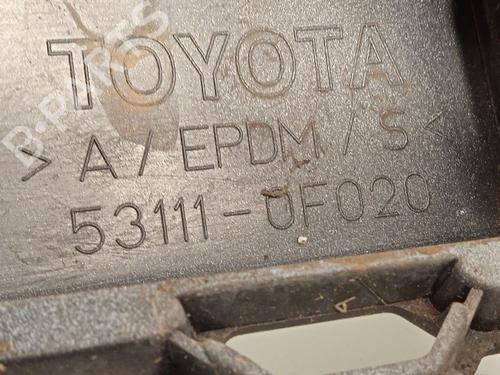 TOYOTA
> A / EPDM / S <
53111-0F020
B-PARTS